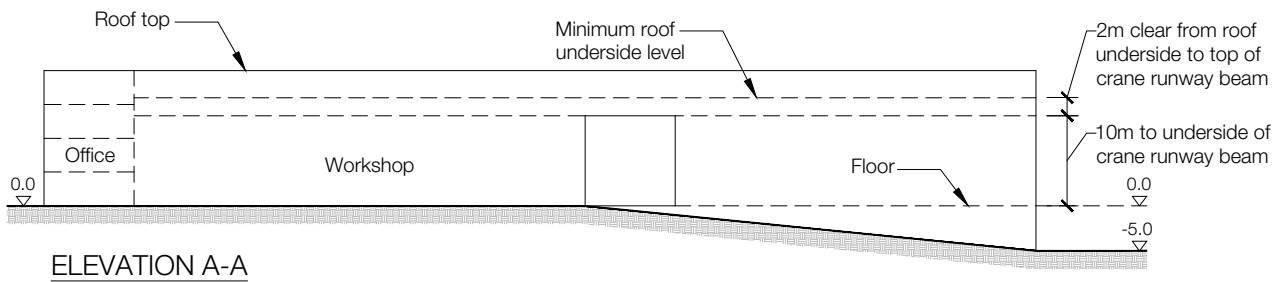 Roof top
Minimum roof
underside level
2m clear from roof
underside to top of
crane runway beam
10m to underside of
crane runway beam
Office
Workshop
Floor
0.0
0.0
-5.0
ELEVATION A-A